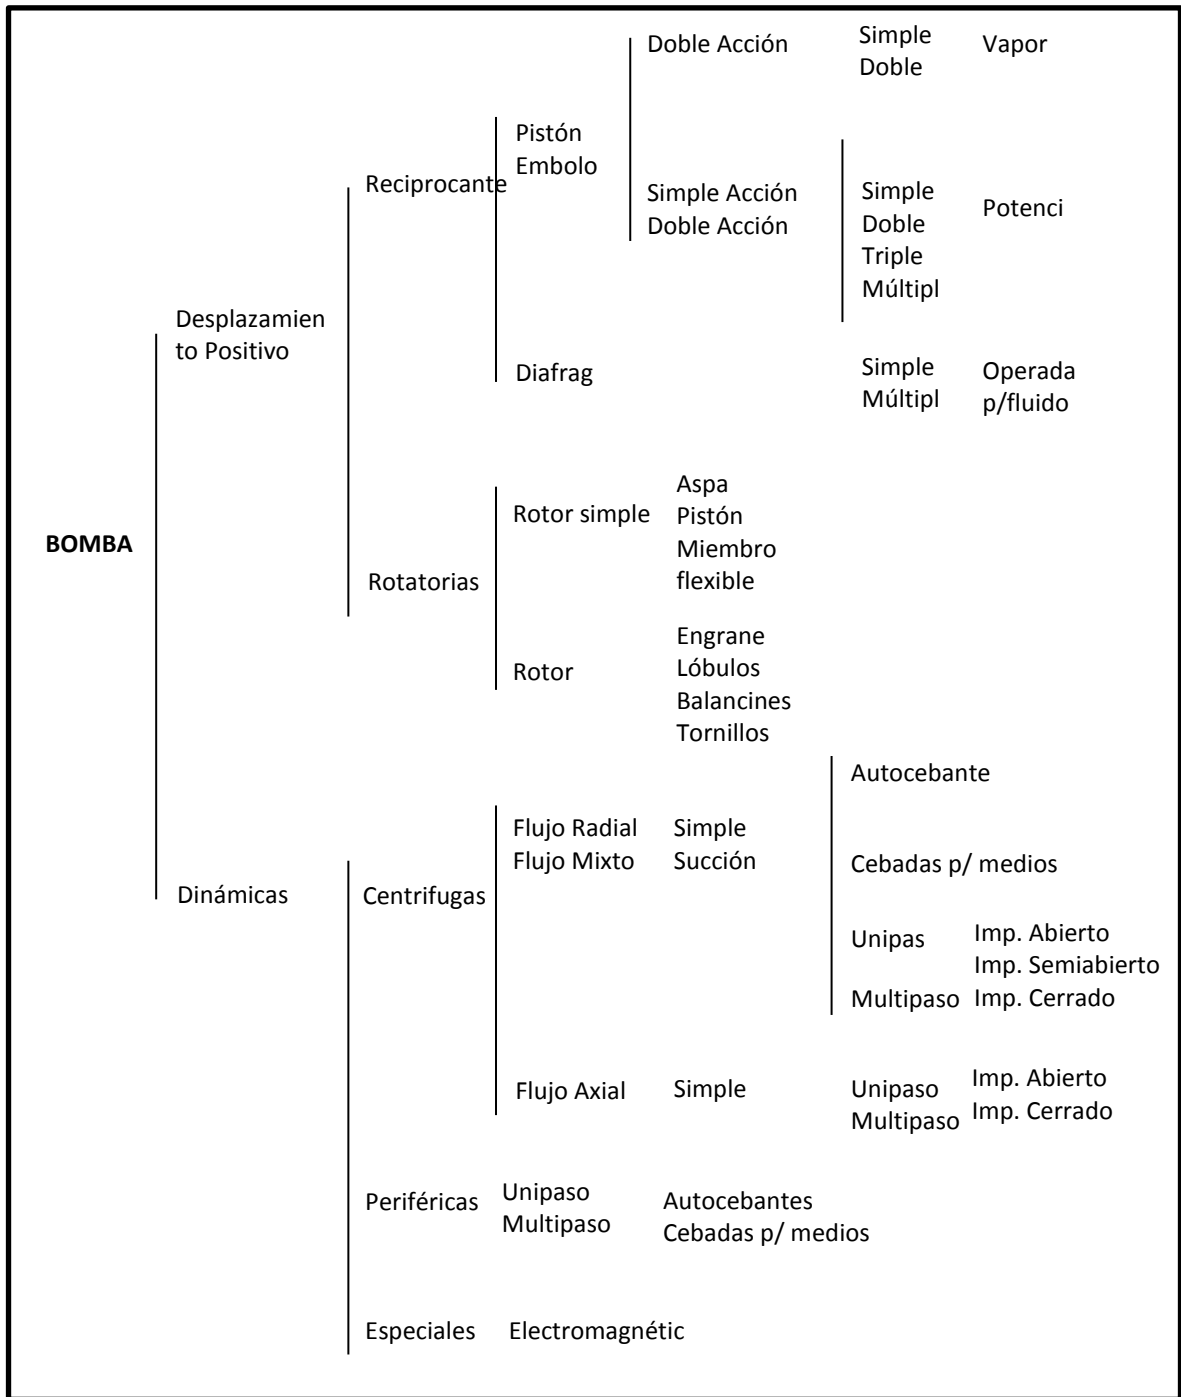 Doble Acción
Simple
Doble
Vapor
Pistón
Embolo
Reciprocante
Simple Acción
Doble Acción
Simple
Doble
Triple
Múltipl
Potenci
Desplazamien
to Positivo
Diafrag
Simple
Múltipl
Operada
p/fluido
BOMBA
Rotatorias
Rotor simple
Aspa
Pistón
Miembro
flexible
Rotor
Engrane
Lóbulos
Balancines
Tornillos
Dinámicas
Centrifugas
Flujo Radial
Flujo Mixto
Simple
Succión
Autocebante
Cebadas p/ medios
Unipas
Multipaso
Imp. Abierto
Imp. Semiabierto
Imp. Cerrado
Flujo Axial
Simple
Unipaso
Multipaso
Imp. Abierto
Imp. Cerrado
Periféricas
Unipaso
Multipaso
Autocebantes
Cebadas p/ medios
Especiales
Electromagnétic